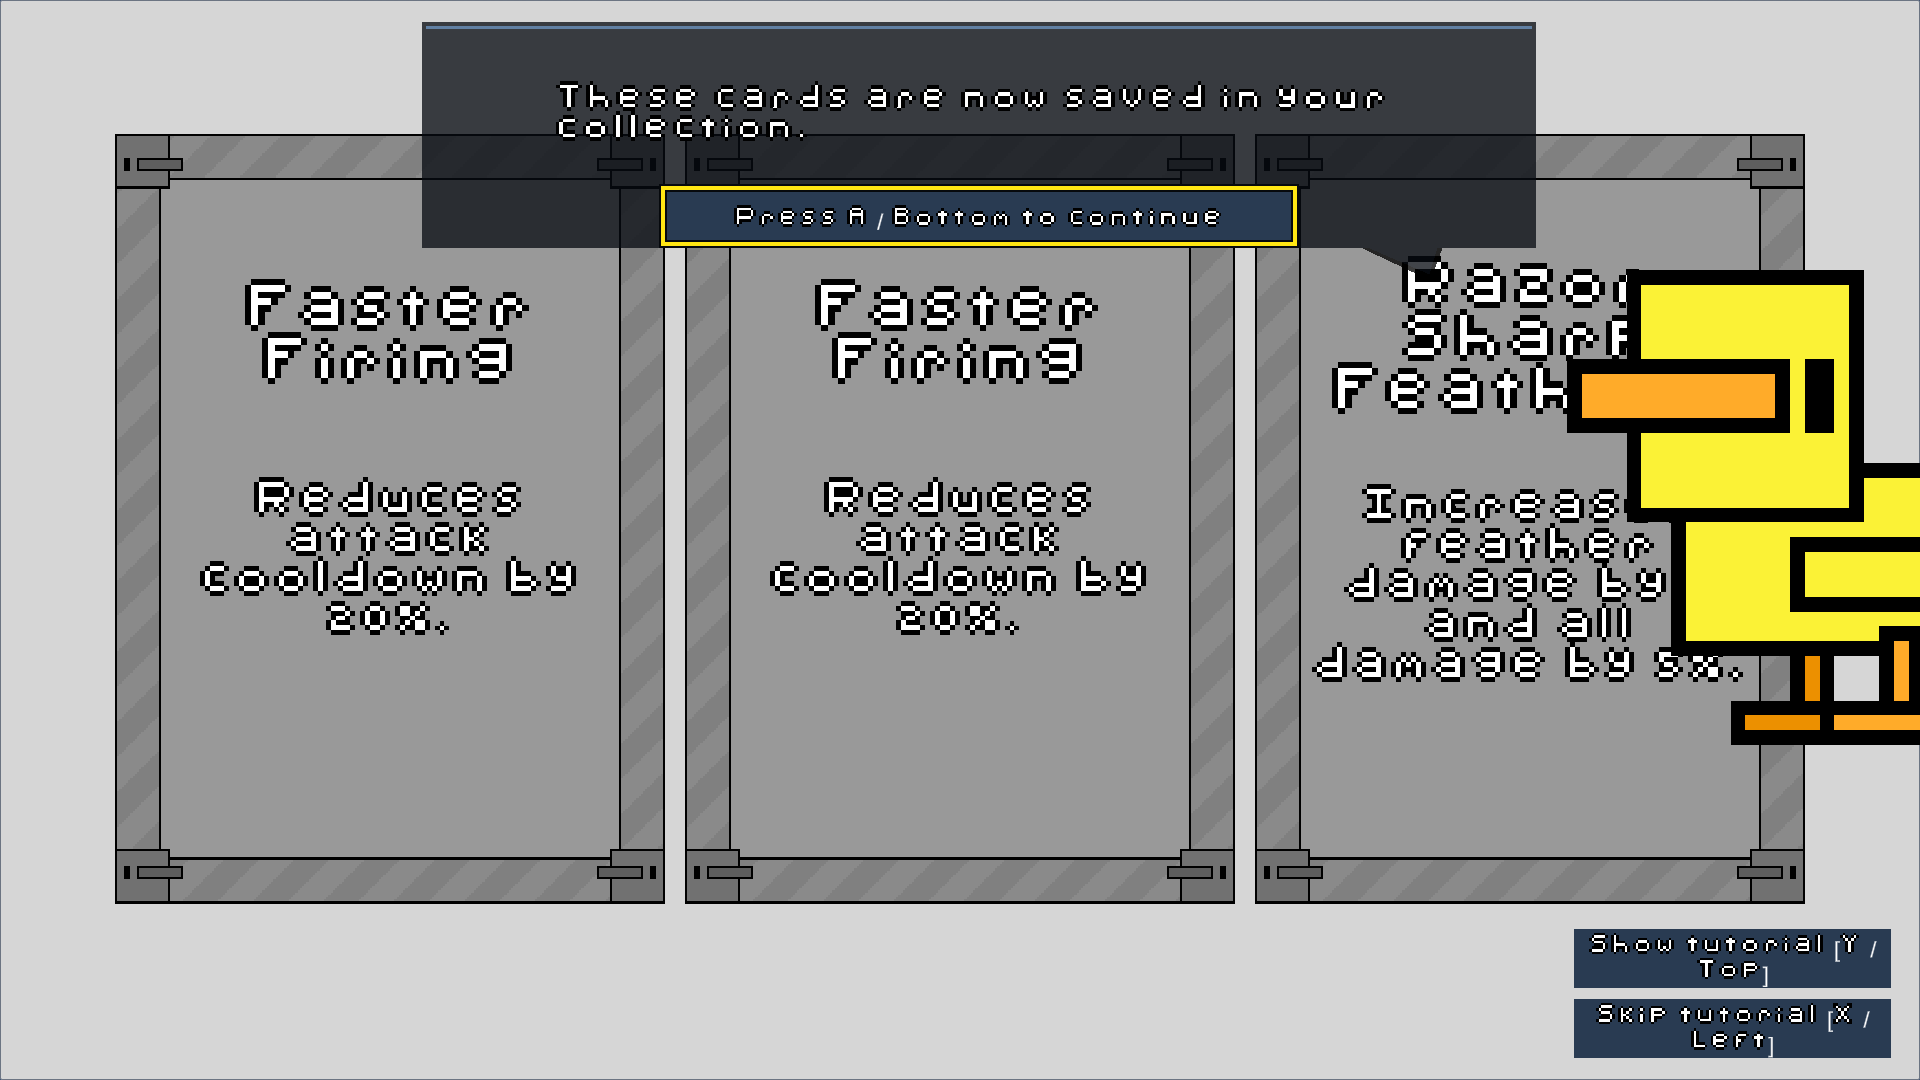 These cards are now saved in your
collection.
Press A / Bottom to Continue
Faster
Firing
Reduces
attack
cooldown by
20%.
Faster
Firing
Reduces
attack
cooldown by
20%.
Razor
Sharp
Increase
feather
damage by
and all
damage by 5%.
Show tutorial [Y /
Top]
Skip tutorial [X /
Left]